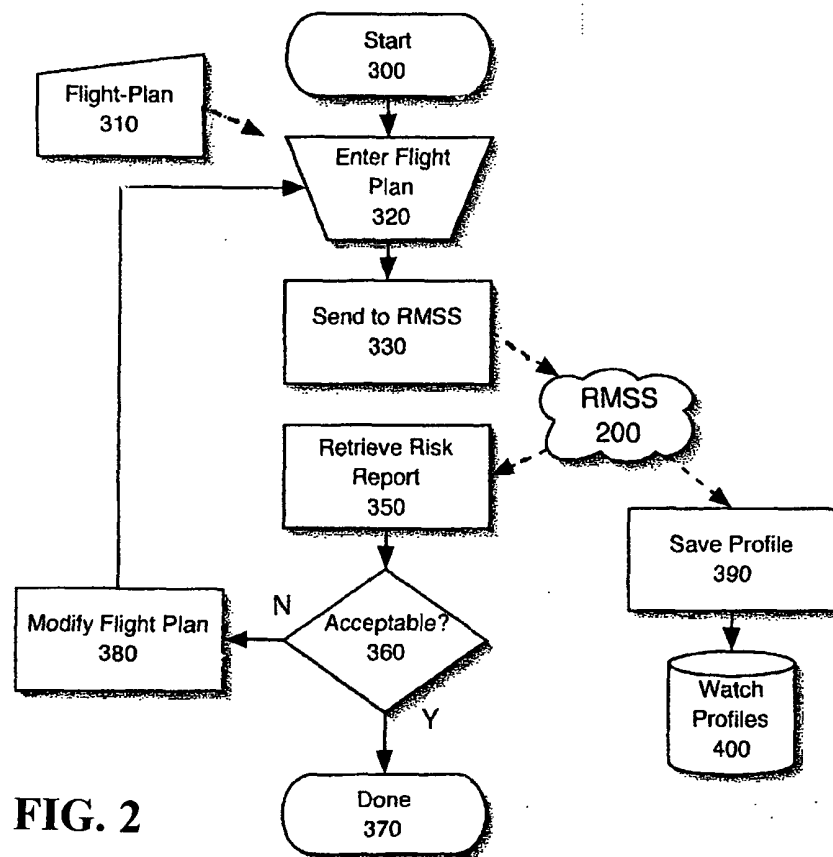 Start
300
Flight-Plan
310
Enter Flight
Plan
320
Send to RMSS
330
RMSS
200
Retrieve Risk
Report
350
Save Profile
390
N
Acceptable?
360
Modify Flight Plan
380
Y
Watch
Profiles
400
Done
370
FIG. 2